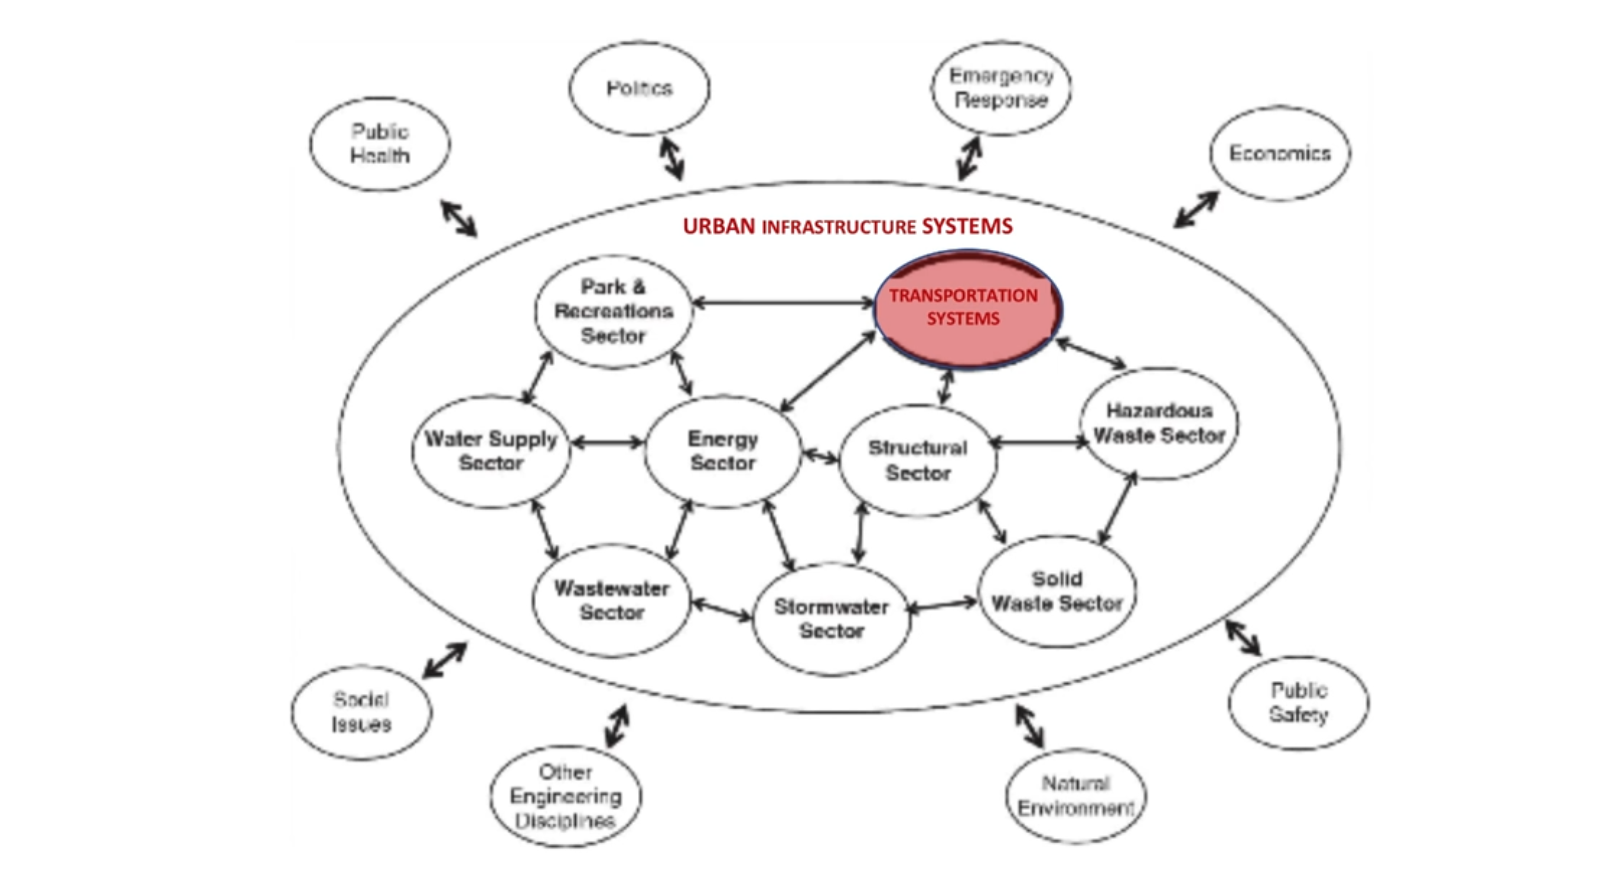 Politics
Emergency
Response
Public
Health
Economics
URBAN INFRASTRUCTURE SYSTEMS
Park &
Recreations
Sector
TRANSPORTATION
SYSTEMS
Water Supply
Sector
Energy
Sector
Structural
Sector
Hazardous
Waste Sector
Wastewater
Sector
Stormwater
Sector
Solid
Waste Sector
Social
Issues
Public
Safety
Other
Engineering
Disciplines
Natural
Environment